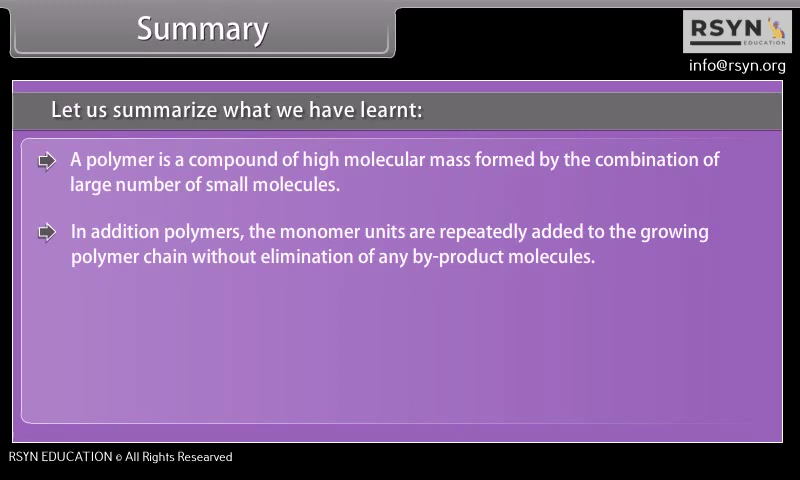 Summary
RSYN
EDUCATION
info@rsyn.org
Let us summarize what we have learnt:
A polymer is a compound of high molecular mass formed by the combination of
large number of small molecules.
In addition polymers, the monomer units are repeatedly added to the growing
polymer chain without elimination of any by-product molecules.
RSYN EDUCATION © All Rights Researved